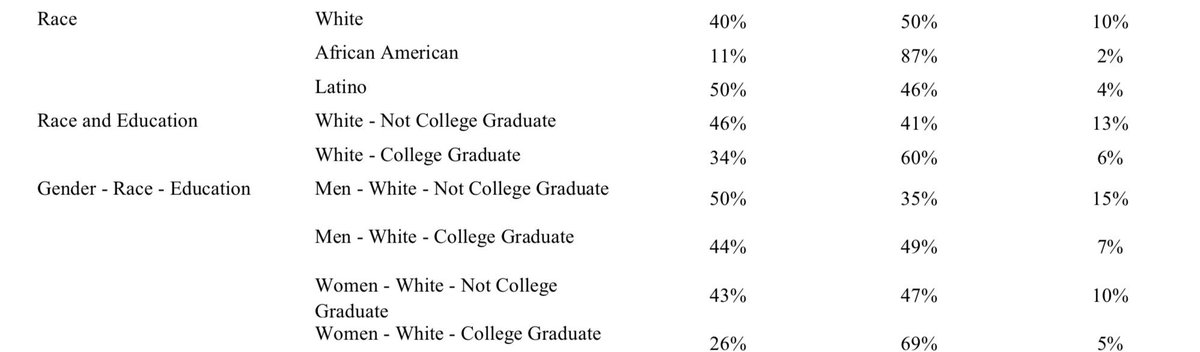 Race White 40% 50% 10%
African American 11% 87% 2%
Latino 50% 46% 4%
Race and Education White - Not College Graduate 46% 41% 13%
White - College Graduate 34% 60% 6%
Gender - Race - Education Men - White - Not College Graduate 50% 35% 15%
Men - White - College Graduate 44% 49% 7%
Women - White - Not College
Graduate 43% 47% 10%
Women - White - College Graduate 26% 69% 5%